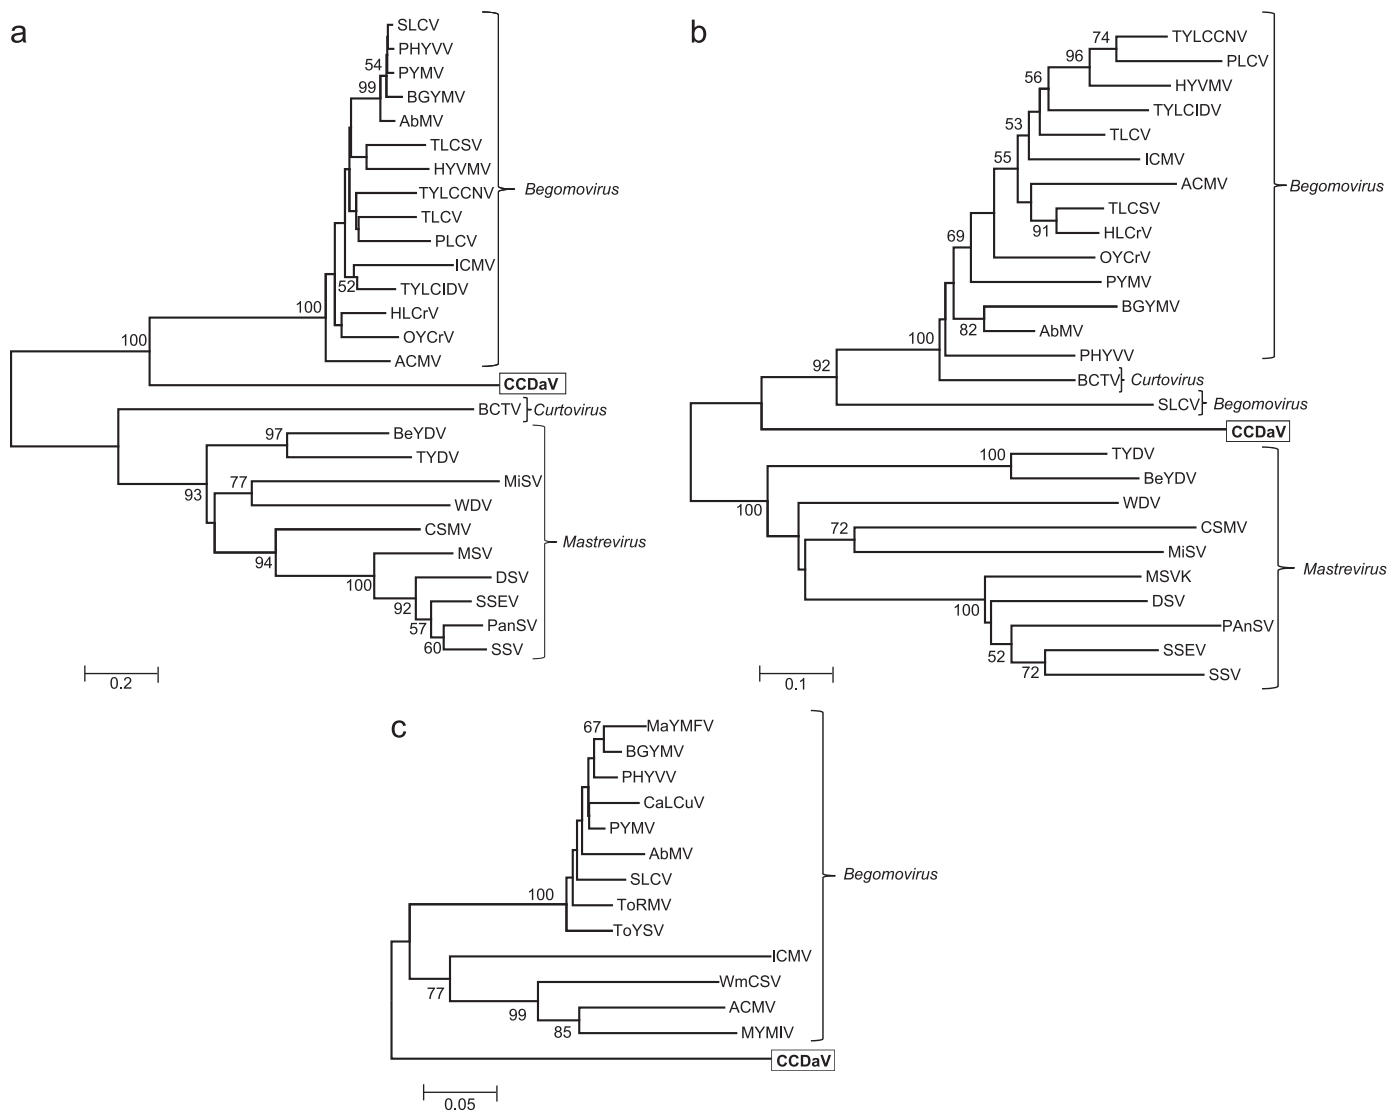 a
SLCV
PHYVV
54
PYMV
99
BGYMV
AbMV
TLCSV
HYVMV
Begomovirus
TYLCCNV
TLCV
PLCV
ICMV
52
TYLCIDV
100
HLCrV
OYCrV
100
ACMV
CCDaV
BCTV
Curtovirus
97
BeYDV
TYDV
93
77
MiSV
WDV
CSMV
94
Mastrevirus
MSV
100
DSV
92
SSEV
57
PanSV
60
SSV
0.2
b
74
TYLCCNV
96
PLCV
56
HYVMV
TYLCIDV
53
TLCV
55
ICMV
ACMV
Begomovirus
TLCSV
91
HLCrV
69
OYCrV
PYMV
BGYMV
82
AbMV
100
PHYVV
92
BCTV
Curtovirus
SLCV
Begomovirus
CCDaV
100
TYDV
BeYDV
100
WDV
72
CSMV
MiSV
Mastrevirus
MSVK
100
DSV
PAnSV
52
SSEV
72
SSV
0.1
c
67
MaYMFV
BGYMV
PHYVV
CaLCuV
PYMV
AbMV
Begomovirus
SLCV
100
ToRMV
ToYSV
ICMV
77
WmCSV
99
ACMV
85
MYMIV
CCDaV
0.05